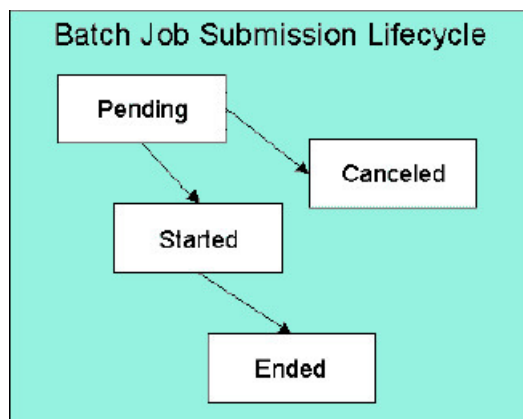 Batch Job Submission Lifecycle
Pending
Canceled
Started
Ended